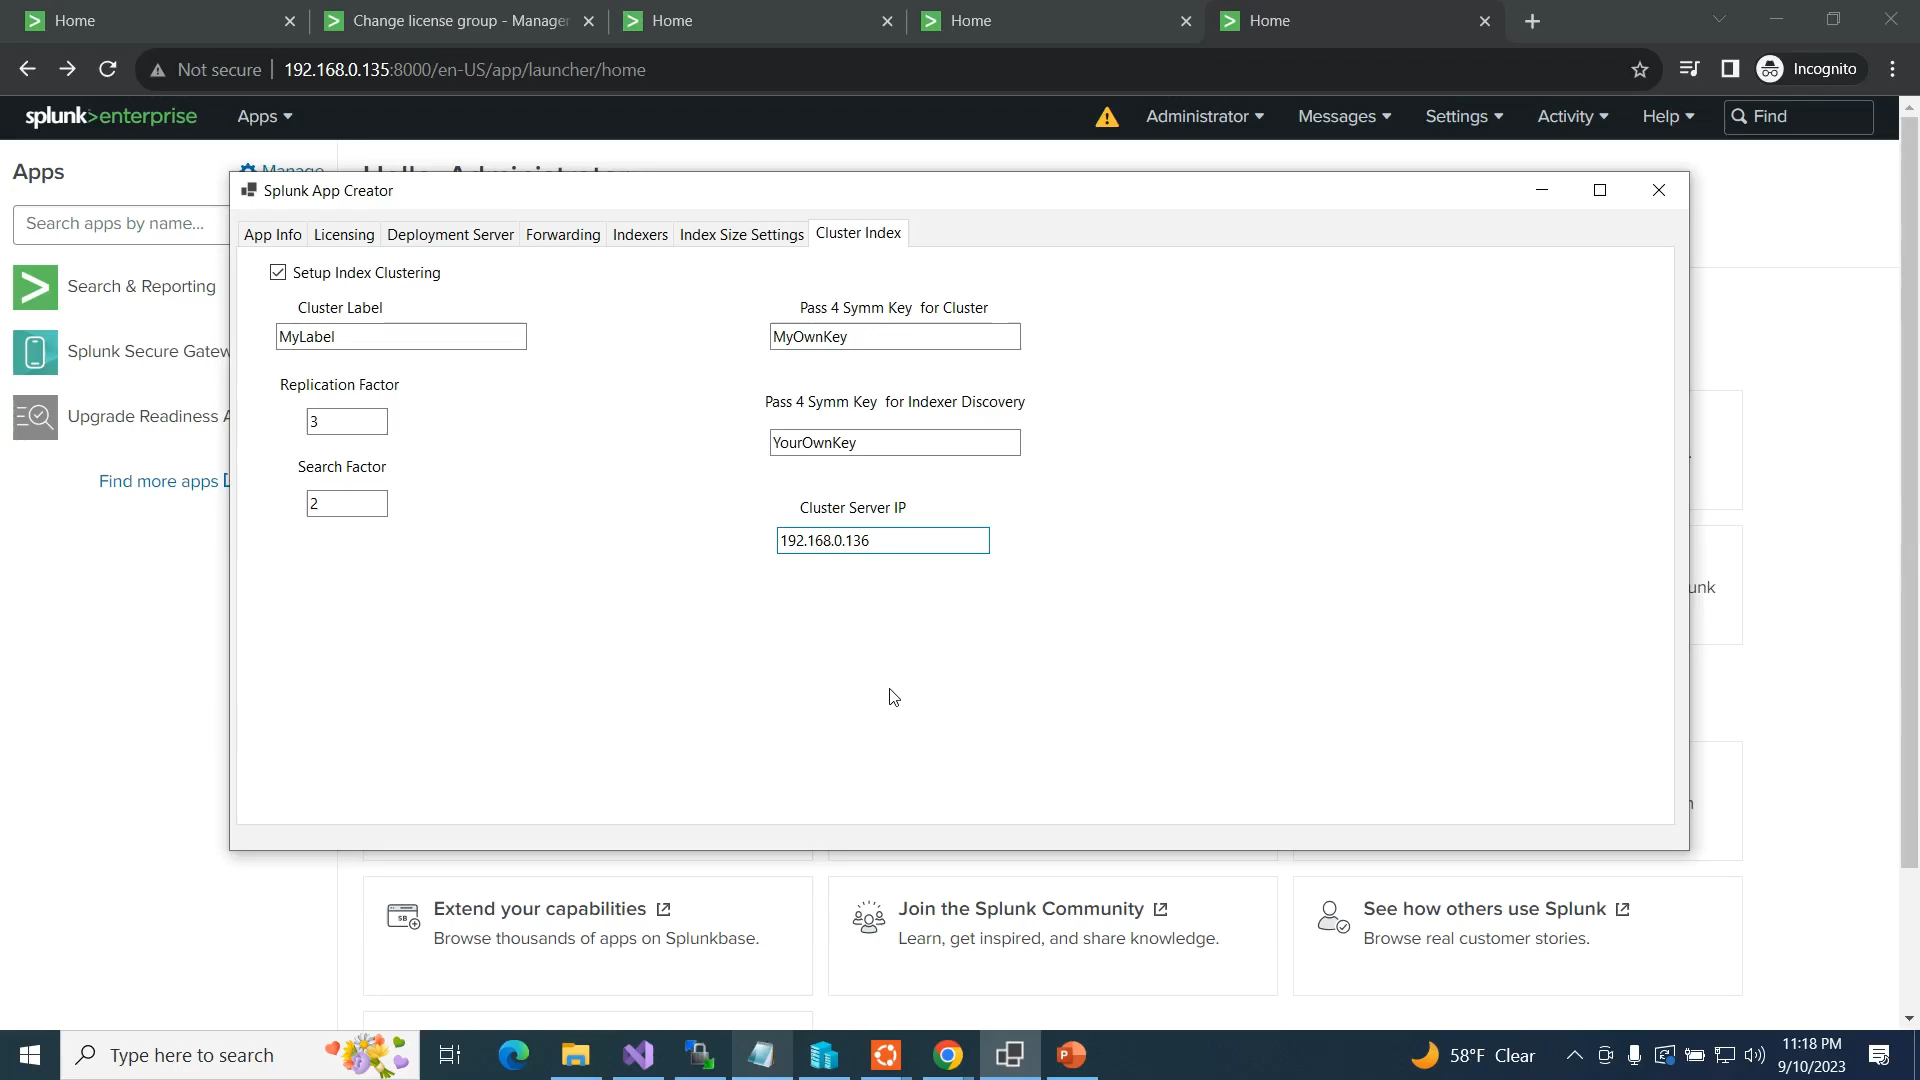 Home
Change license group - Manager
Home
Home
Home
Not secure
192.168.0.135:8000/en-US/app/launcher/home
Incognito
splunk>enterprise
Apps
Administrator
Messages
Settings
Activity
Help
Find
Apps
Manage
Hello, Administrator
Search apps by name...
Search & Reporting
Splunk Secure Gatew
Upgrade Readiness A
Find more apps
Splunk App Creator
App Info
Licensing
Deployment Server
Forwarding
Indexers
Index Size Settings
Cluster Index
Setup Index Clustering
Cluster Label
MyLabel
Replication Factor
3
Search Factor
2
Pass 4 Symm Key for Cluster
MyOwnKey
Pass 4 Symm Key for Indexer Discovery
YourOwnKey
Cluster Server IP
192.168.0.136
unk
Extend your capabilities
Browse thousands of apps on Splunkbase.
Join the Splunk Community
Learn, get inspired, and share knowledge.
See how others use Splunk
Browse real customer stories.
Type here to search
58°F Clear
11:18 PM
9/10/2023